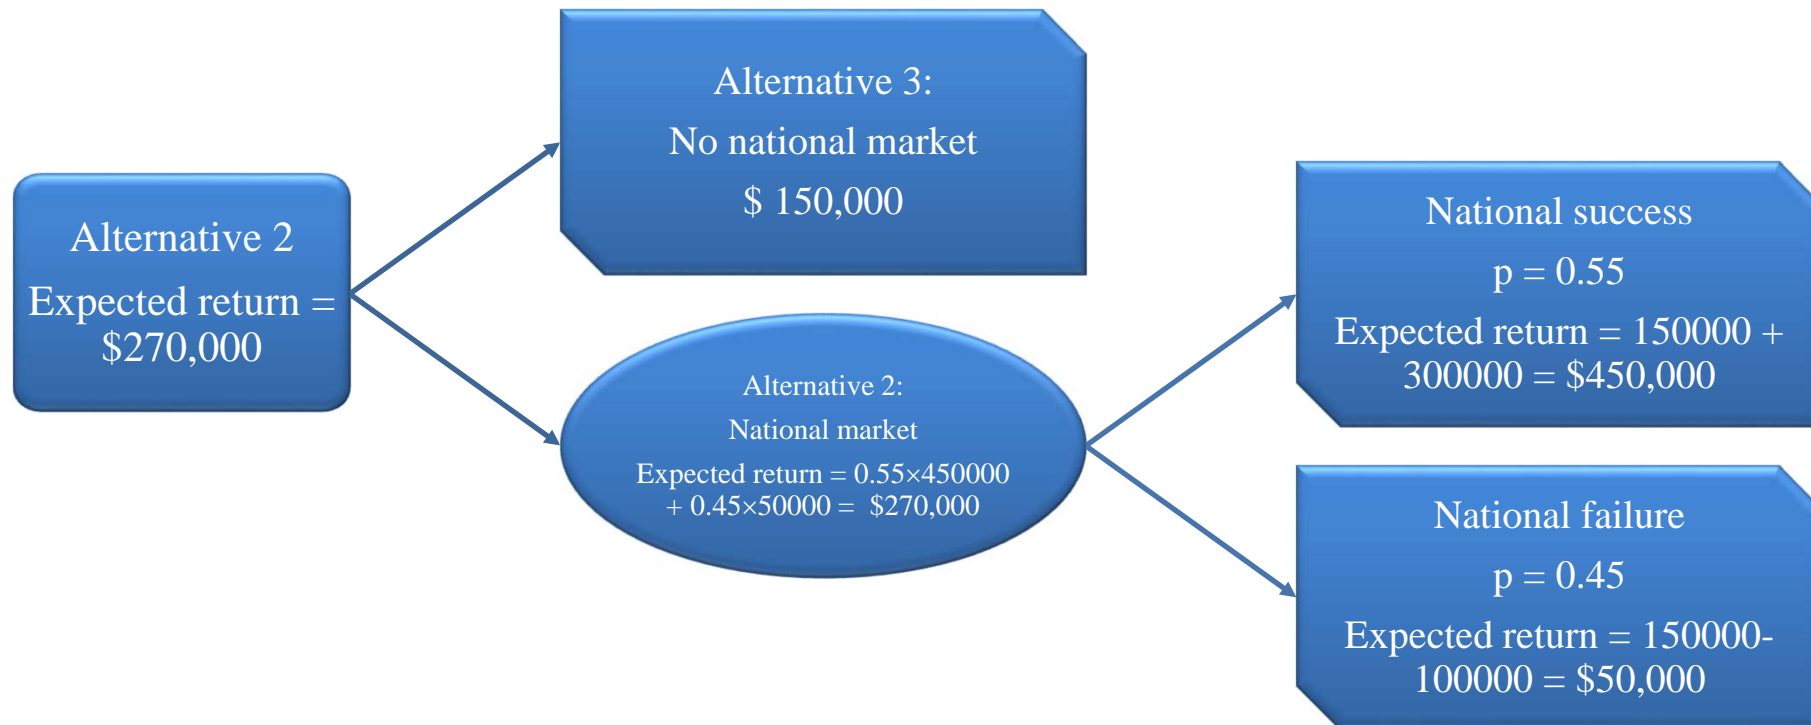 Alternative 2
Expected return =
$270,000
Alternative 3:
No national market
$ 150,000
Alternative 2:
National market
Expected return = 0.55×450000
+ 0.45×50000 = $270,000
National success
p = 0.55
Expected return = 150000 +
300000 = $450,000
National failure
p = 0.45
Expected return = 150000-
100000 = $50,000